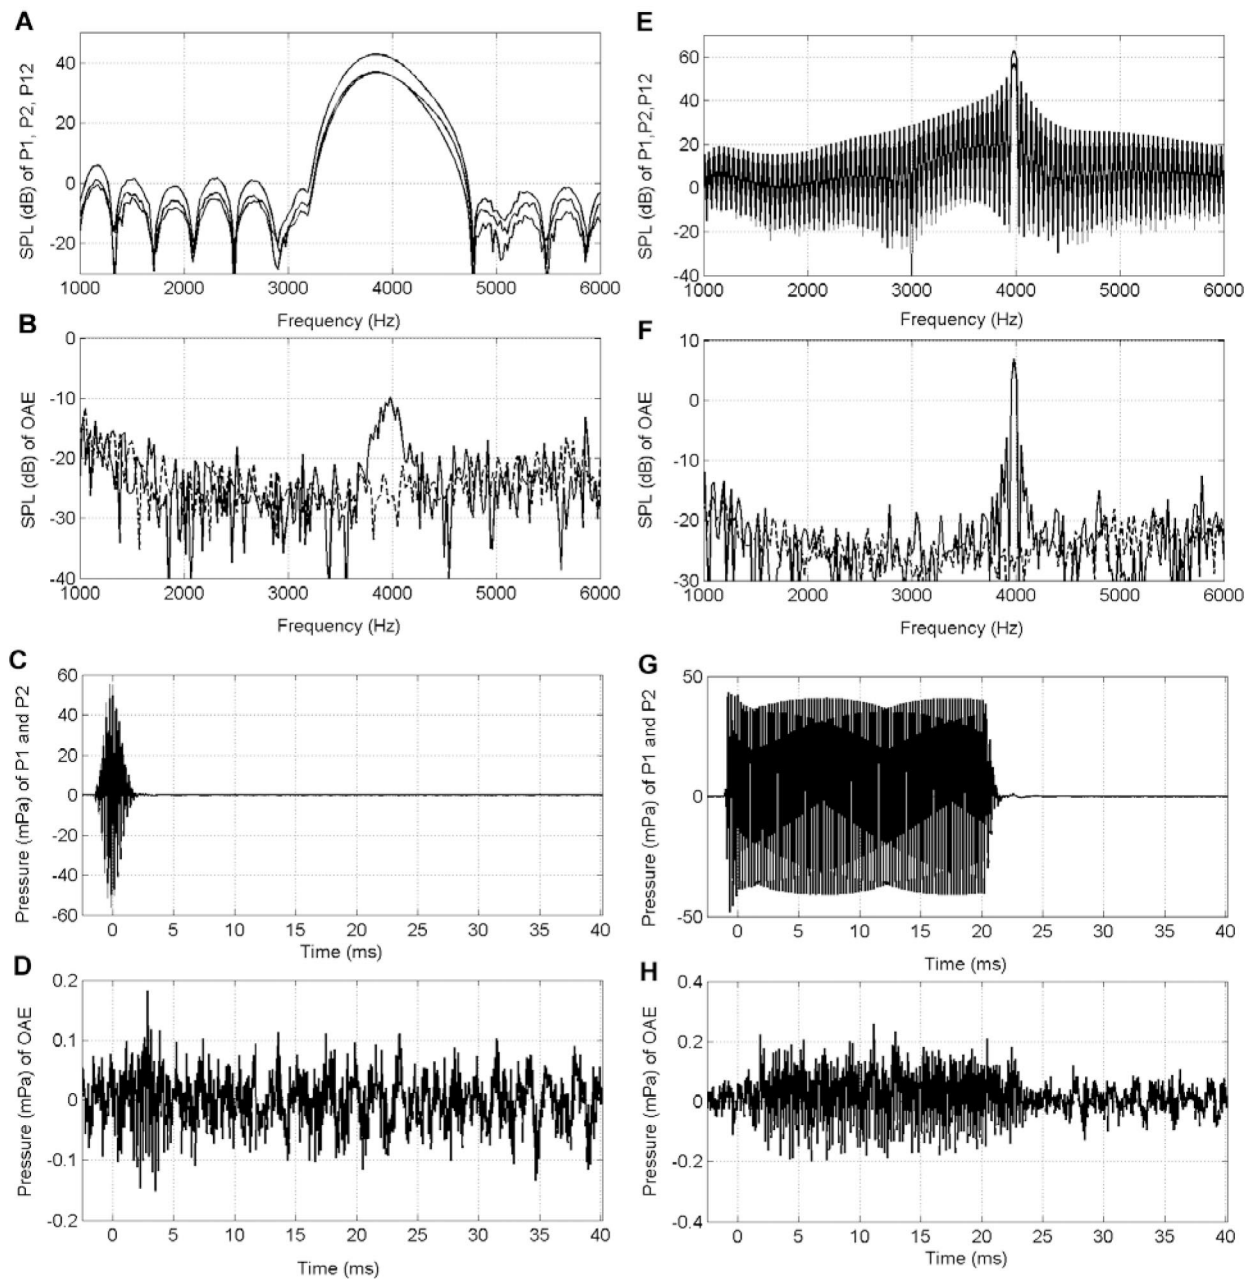 A
SPL (dB) of P1, P2, P12
40
20
0
-20
1000 2000 3000 4000 5000 6000
Frequency (Hz)
B
SPL (dB) of OAE
0
-10
-20
-30
-40
1000 2000 3000 4000 5000 6000
Frequency (Hz)
C
Pressure (mPa) of P1 and P2
60
40
20
0
-20
-40
-60
0 5 10 15 20 25 30 35 40
Time (ms)
D
Pressure (mPa) of OAE
0.2
0.1
0
-0.1
-0.2
0 5 10 15 20 25 30 35 40
Time (ms)
E
SPL (dB) of P1,P2,P12
60
40
20
0
-20
-40
1000 2000 3000 4000 5000 6000
Frequency (Hz)
F
SPL (dB) of OAE
10
0
-10
-20
-30
1000 2000 3000 4000 5000 6000
Frequency (Hz)
G
Pressure (mPa) of P1 and P2
50
0
-50
0 5 10 15 20 25 30 35 40
Time (ms)
H
Pressure (mPa) of OAE
0.4
0.2
0
-0.2
-0.4
0 5 10 15 20 25 30 35 40
Time (ms)